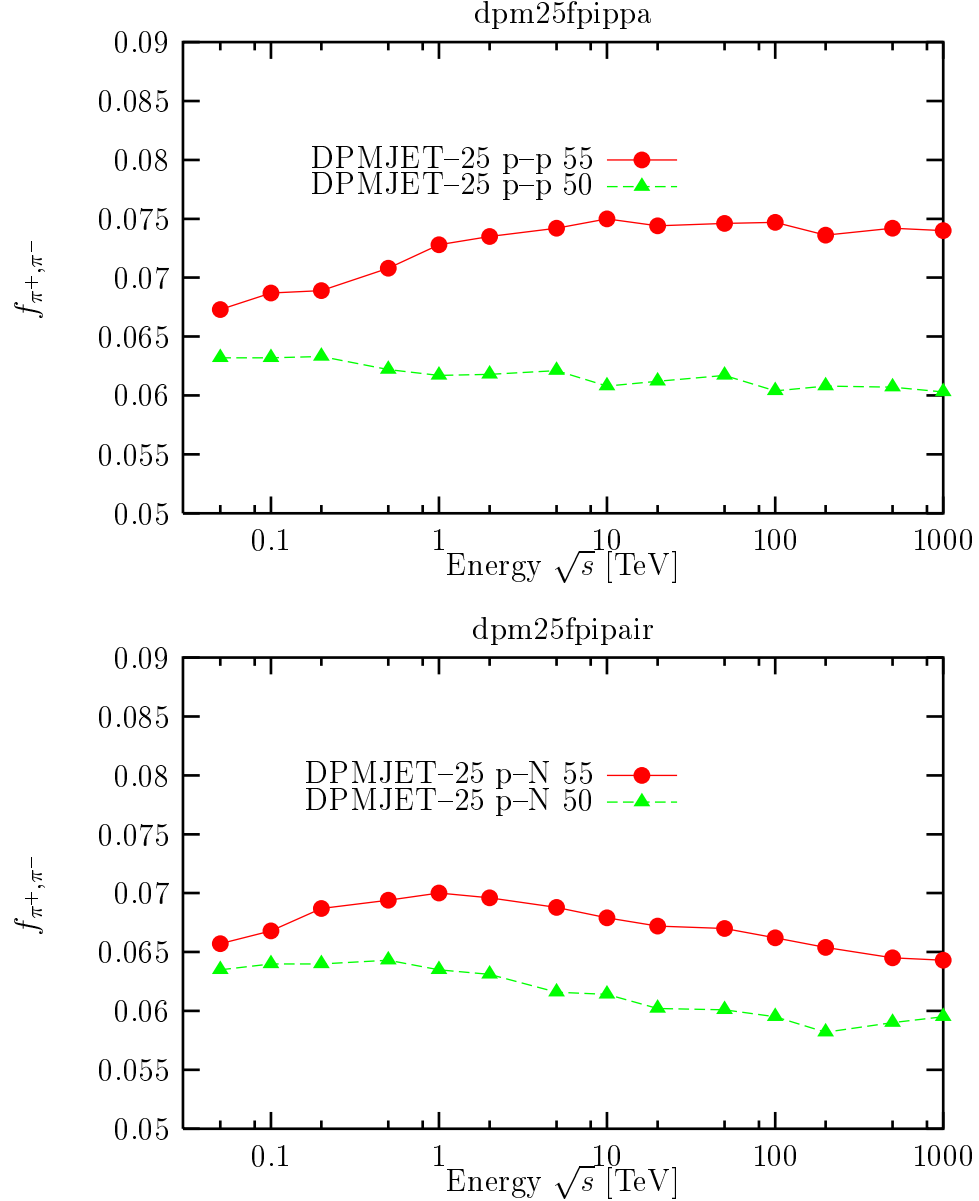 dpm25fpippa
0.09
0.085
0.08
0.075
0.07
0.065
0.06
0.055
0.05
f π⁺,π⁻
DPMJET–25 p–p 55
DPMJET–25 p–p 50
0.1 1 10 100 1000
Energy √s [TeV]
dpm25fpipair
0.09
0.085
0.08
0.075
0.07
0.065
0.06
0.055
0.05
f π⁺,π⁻
DPMJET–25 p–N 55
DPMJET–25 p–N 50
0.1 1 10 100 1000
Energy √s [TeV]